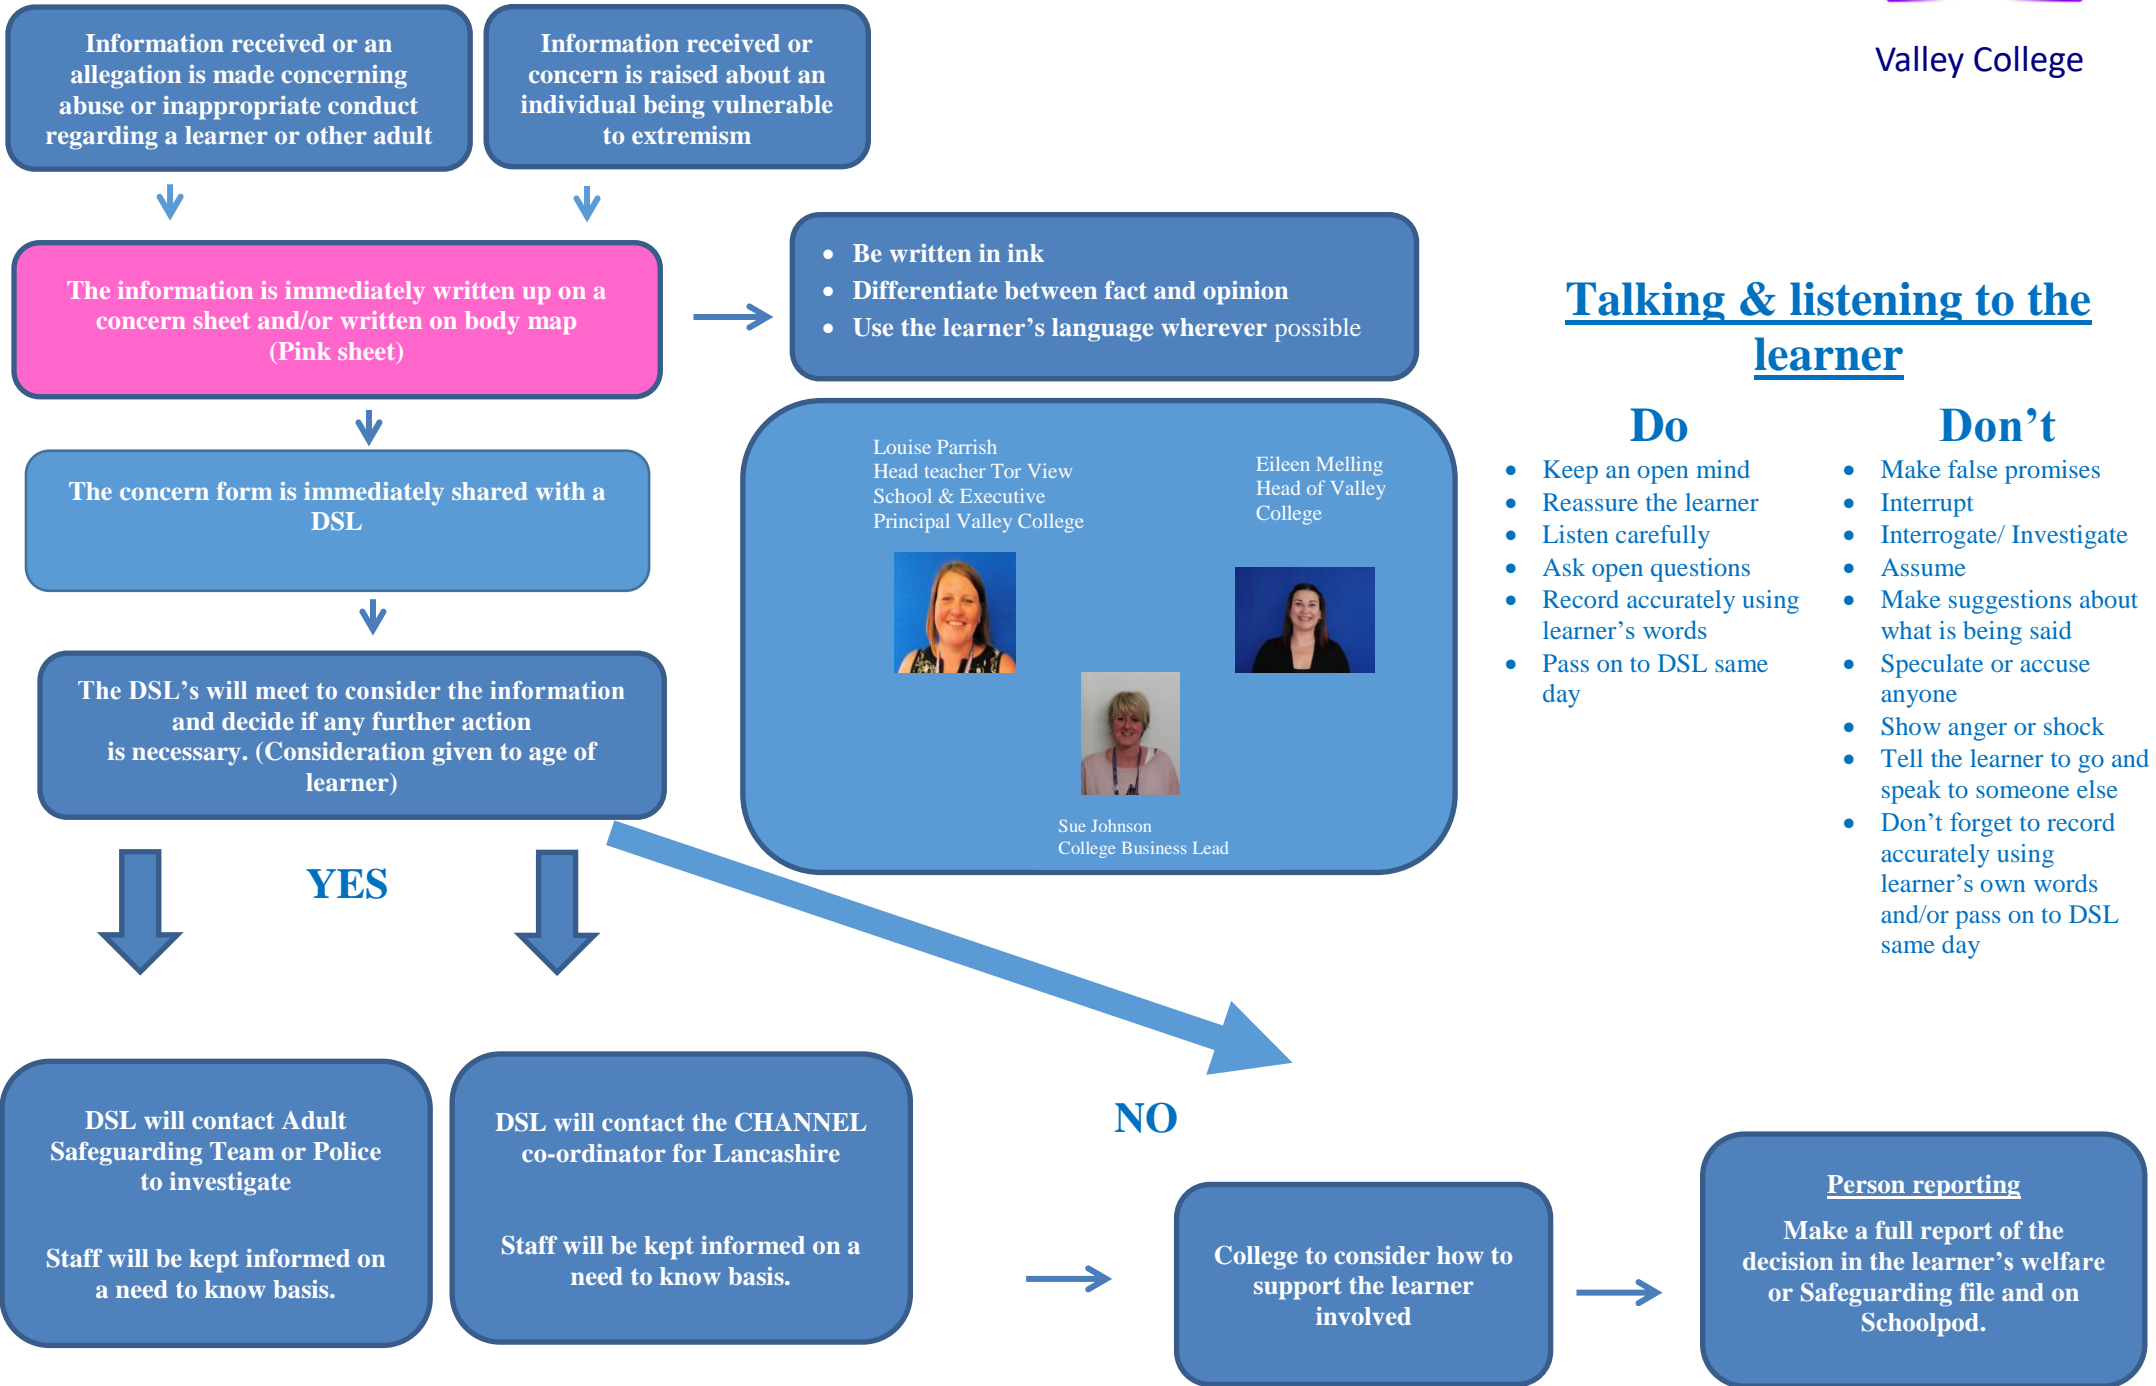 Valley College
Information received or an
allegation is made concerning
abuse or inappropriate conduct
regarding a learner or other adult
Information received or
concern is raised about an
individual being vulnerable
to extremism
The information is immediately written up on a
concern sheet and/or written on body map
(Pink sheet)
• Be written in ink
• Differentiate between fact and opinion
• Use the learner’s language wherever possible
The concern form is immediately shared with a
DSL
Louise Parrish
Head teacher Tor View
School & Executive
Principal Valley College
Eileen Melling
Head of Valley
College
Sue Johnson
College Business Lead
The DSL’s will meet to consider the information
and decide if any further action
is necessary. (Consideration given to age of
learner)
Talking & listening to the
learner
Do
• Keep an open mind
• Reassure the learner
• Listen carefully
• Ask open questions
• Record accurately using
learner’s words
• Pass on to DSL same
day
Don’t
• Make false promises
• Interrupt
• Interrogate/ Investigate
• Assume
• Make suggestions about
what is being said
• Speculate or accuse
anyone
• Show anger or shock
• Tell the learner to go and
speak to someone else
• Don’t forget to record
accurately using
learner’s own words
and/or pass on to DSL
same day
YES
DSL will contact Adult
Safeguarding Team or Police
to investigate
Staff will be kept informed on
a need to know basis.
DSL will contact the CHANNEL
co-ordinator for Lancashire
Staff will be kept informed on a
need to know basis.
NO
College to consider how to
support the learner
involved
Person reporting
Make a full report of the
decision in the learner’s welfare
or Safeguarding file and on
Schoolpod.